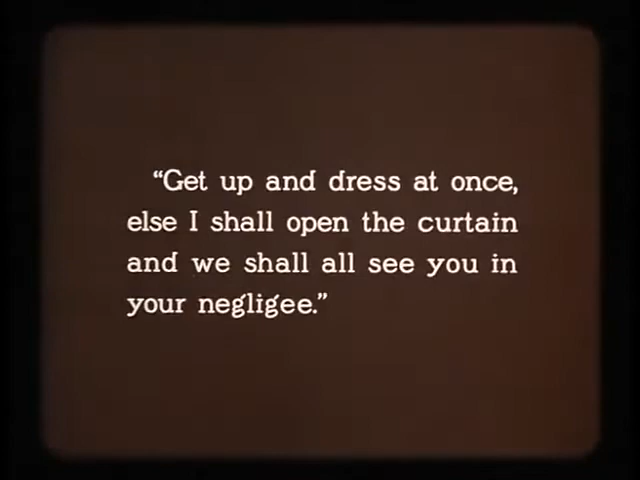 “Get up and dress at once,
else I shall open the curtain
and we shall all see you in
your negligee.”